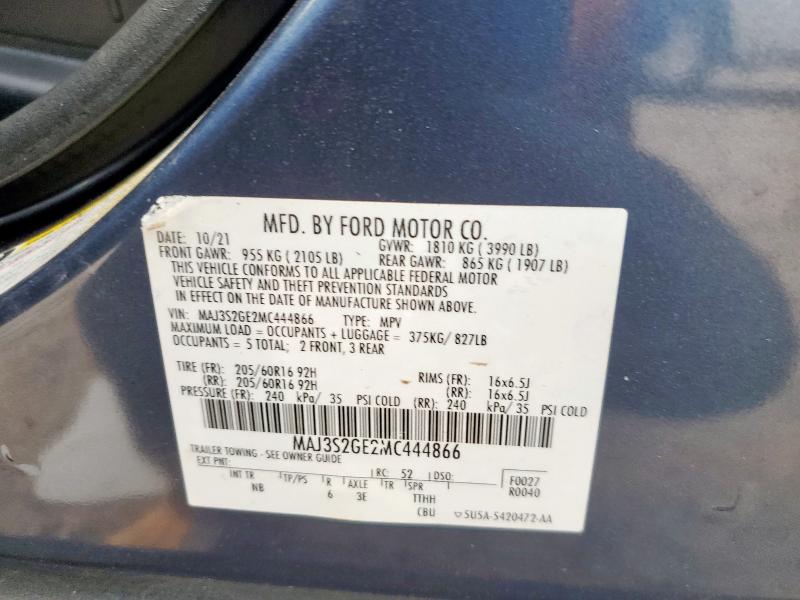 MFD. BY FORD MOTOR CO.
DATE: 10/21 GVWR: 1810 KG ( 3990 LB)
FRONT GAWR: 955 KG ( 2105 LB) REAR GAWR: 865 KG ( 1907 LB)
THIS VEHICLE CONFORMS TO ALL APPLICABLE FEDERAL MOTOR
VEHICLE SAFETY AND THEFT PREVENTION STANDARDS
IN EFFECT ON THE DATE OF MANUFACTURE SHOWN ABOVE.
VIN: MAJ3S2GE2MC444866 TYPE: MPV
MAXIMUM LOAD = OCCUPANTS + LUGGAGE = 375KG/ 827LB
OCCUPANTS = 5 TOTAL; 2 FRONT, 3 REAR
TIRE (FR): 205/60R16 92H RIMS (FR): 16x6.5J
(RR): 205/60R16 92H (RR): 16x6.5J
PRESSURE (FR): 240 kPa/ 35 PSI COLD (RR): 240 kPa/ 35 PSI COLD
MAJ3S2GE2MC444866
TRAILER TOWING - SEE OWNER GUIDE
EXT PNT: RC: 52 DSO: F0027
R0040
INT TR TP/PS R AXLE TR SPR
NB 6 3E TTHH
CBU 5U5A-5420472-AA